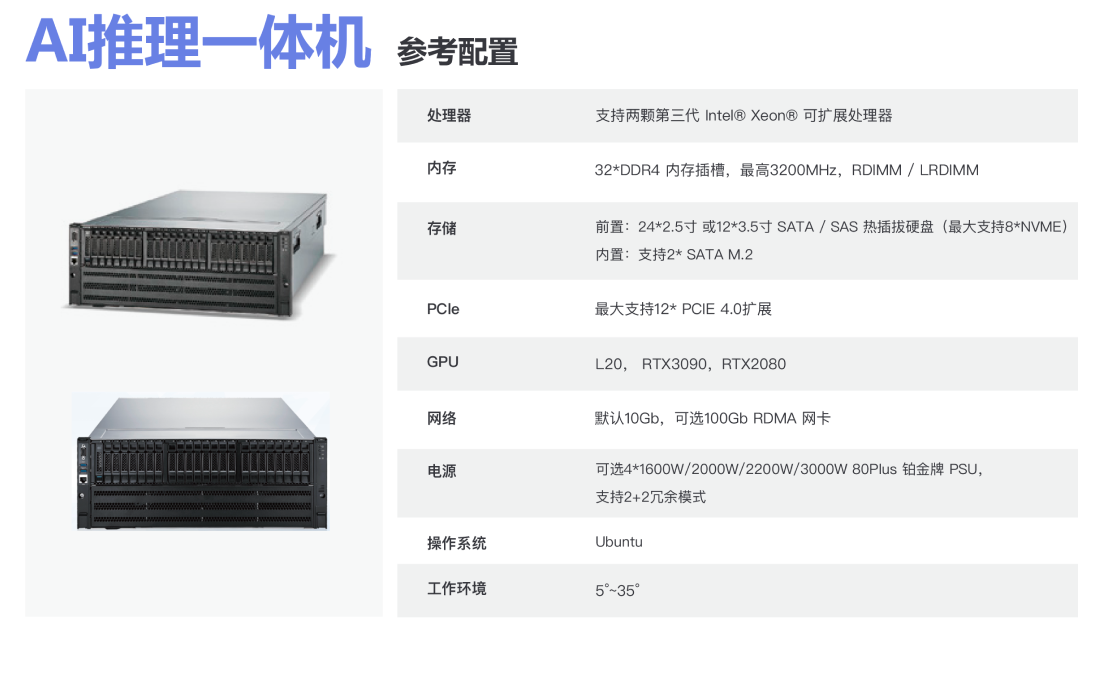 AI推理一体机 参考配置
处理器 支持两颗第三代 Intel® Xeon® 可扩展处理器
内存 32*DDR4 内存插槽，最高3200MHz，RDIMM / LRDIMM
存储 前置：24*2.5寸 或12*3.5寸 SATA / SAS 热插拔硬盘（最大支持8*NVME）
内置：支持2* SATA M.2
PCIe 最大支持12* PCIE 4.0扩展
GPU L20， RTX3090，RTX2080
网络 默认10Gb，可选100Gb RDMA 网卡
电源 可选4*1600W/2000W/2200W/3000W 80Plus 铂金牌 PSU，
支持2+2冗余模式
操作系统 Ubuntu
工作环境 5°~35°